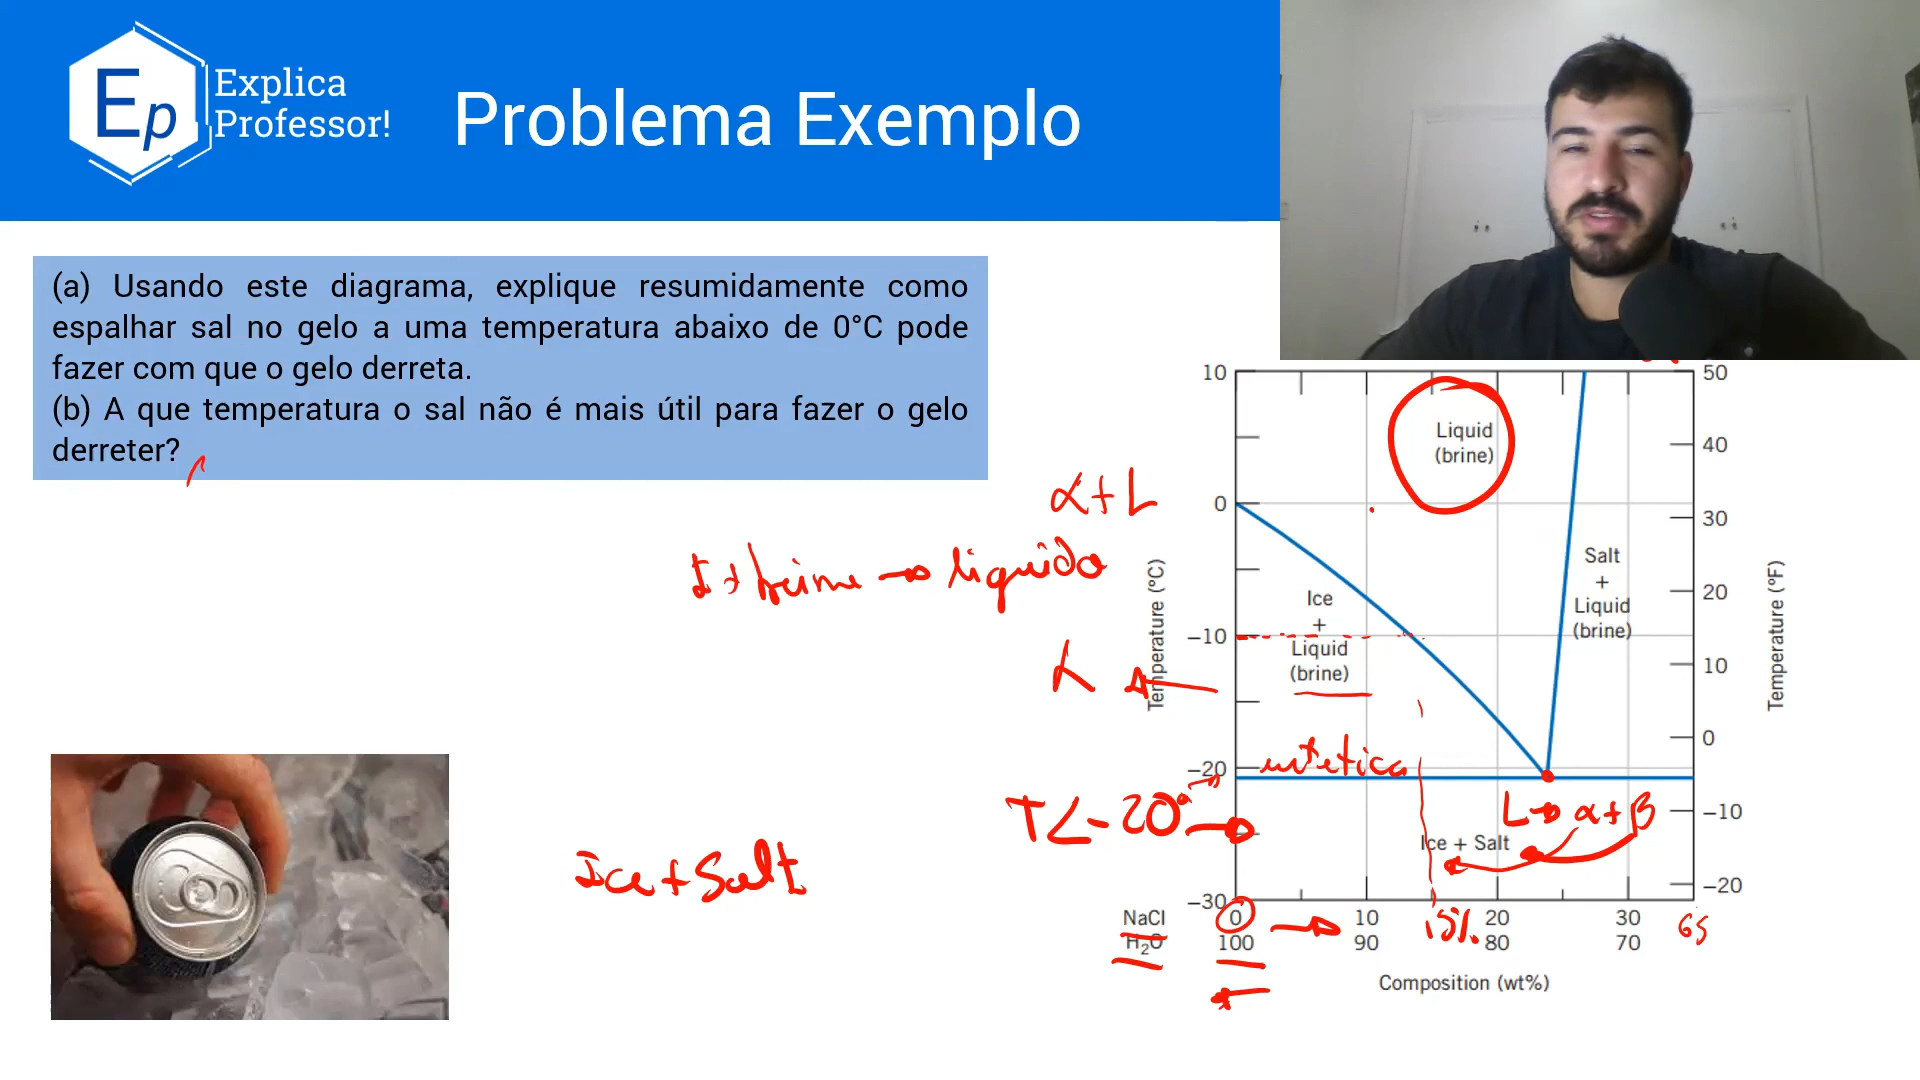 Ep
Explica
Professor!
Problema Exemplo
(a) Usando este diagrama, explique resumidamente como
espalhar sal no gelo a uma temperatura abaixo de 0°C pode
fazer com que o gelo derreta.
(b) A que temperatura o sal não é mais útil para fazer o gelo
derreter?
α+L
I+brine → liquido
L
T<-20°
Ice+Salt
10
0
−10
−20
−30
Temperature (°C)
Liquid
(brine)
Ice
+
Liquid
(brine)
Salt
+
Liquid
(brine)
eutetica
L→α+β
Ice + Salt
50
40
30
20
10
0
−10
−20
Temperature (°F)
NaCl 0 10 15% 20 30 65
H₂O 100 90 80 70
Composition (wt%)